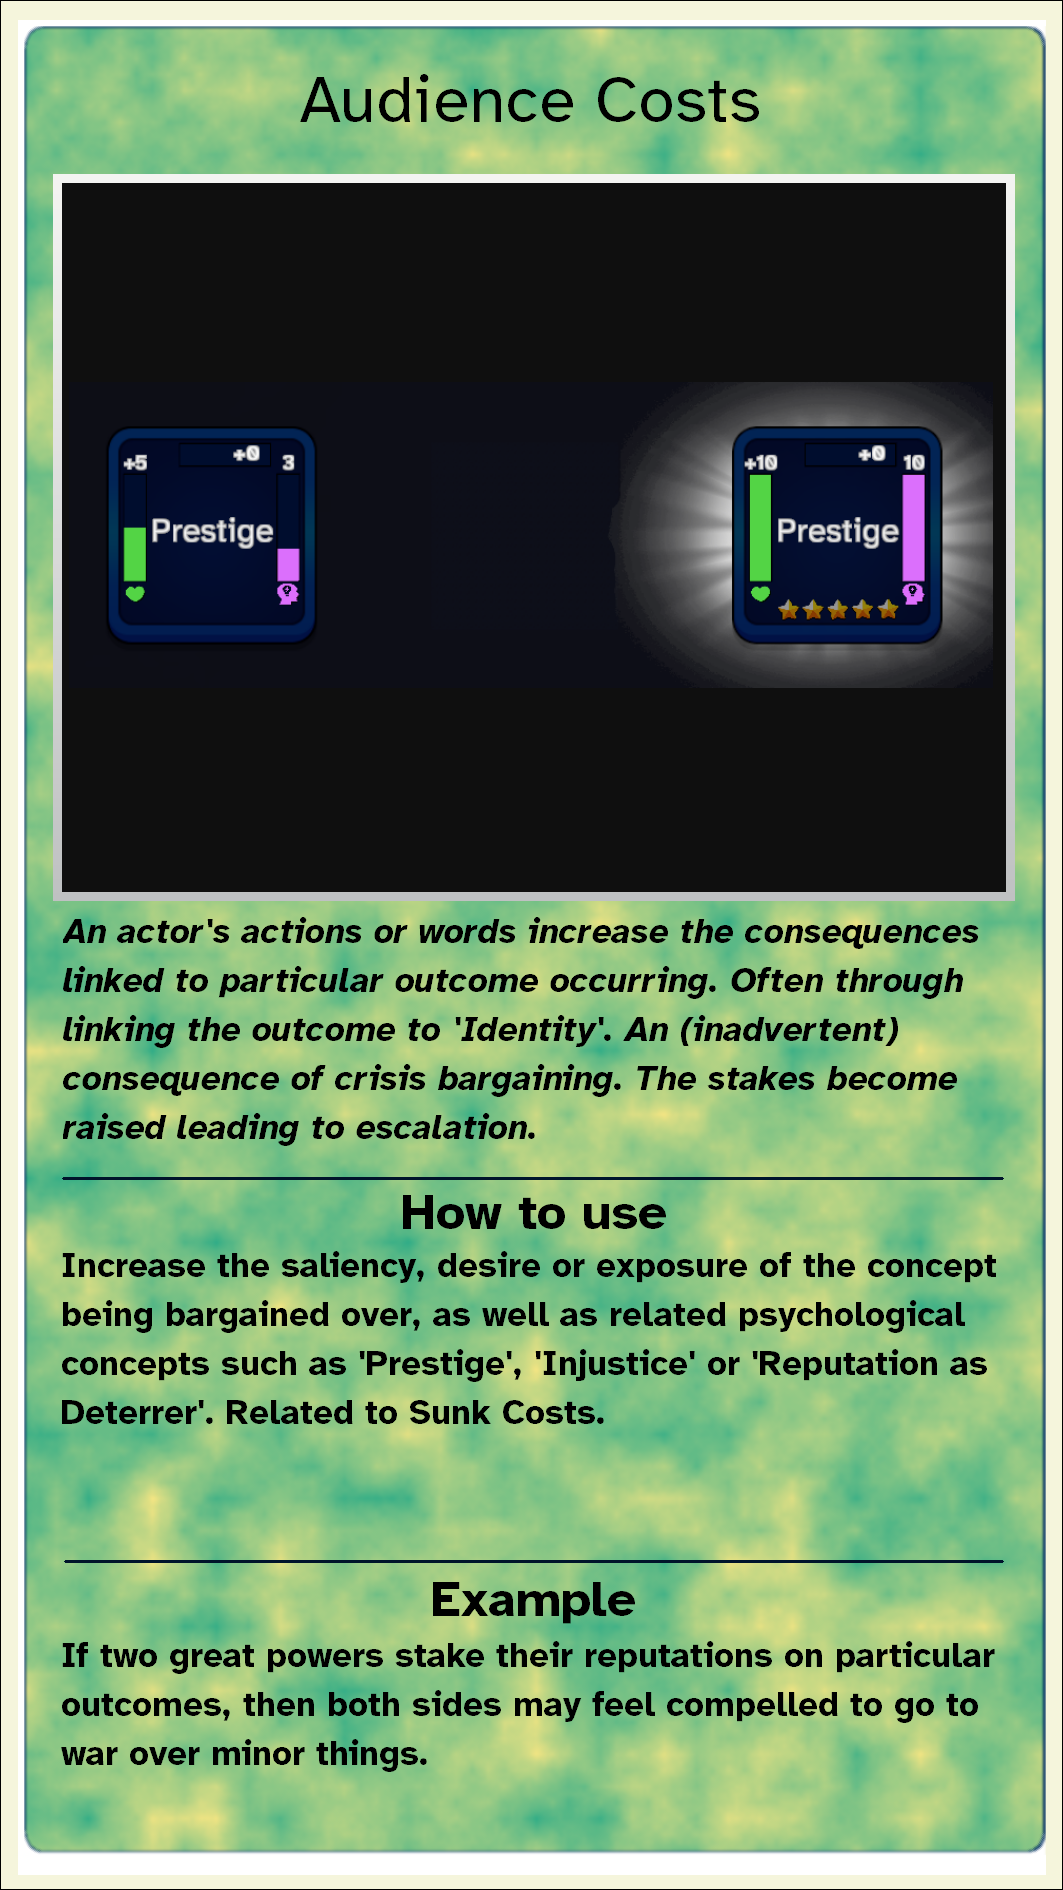 Audience Costs
+5 +0 3
Prestige
+10 +0 10
Prestige
An actor's actions or words increase the consequences
linked to particular outcome occurring. Often through
linking the outcome to 'Identity'. An (inadvertent)
consequence of crisis bargaining. The stakes become
raised leading to escalation.
How to use
Increase the saliency, desire or exposure of the concept
being bargained over, as well as related psychological
concepts such as 'Prestige', 'Injustice' or 'Reputation as
Deterrer'. Related to Sunk Costs.
Example
If two great powers stake their reputations on particular
outcomes, then both sides may feel compelled to go to
war over minor things.